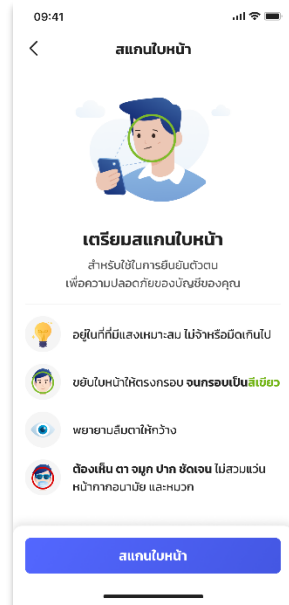 09:41
สแกนใบหน้า
เตรียมสแกนใบหน้า
สำหรับใช้ในการยืนยันตัวตน
เพื่อความปลอดภัยของบัญชีของคุณ
อยู่ในที่ที่มีแสงเหมาะสม ไม่จ้าหรือมืดเกินไป
ขยับใบหน้าให้ตรงกรอบ จนกรอบเป็นสีเขียว
พยายามลืมตาให้กว้าง
ต้องเห็น ตา จมูก ปาก ชัดเจน ไม่สวมแว่น
หน้ากากอนามัย และหมวก
สแกนใบหน้า